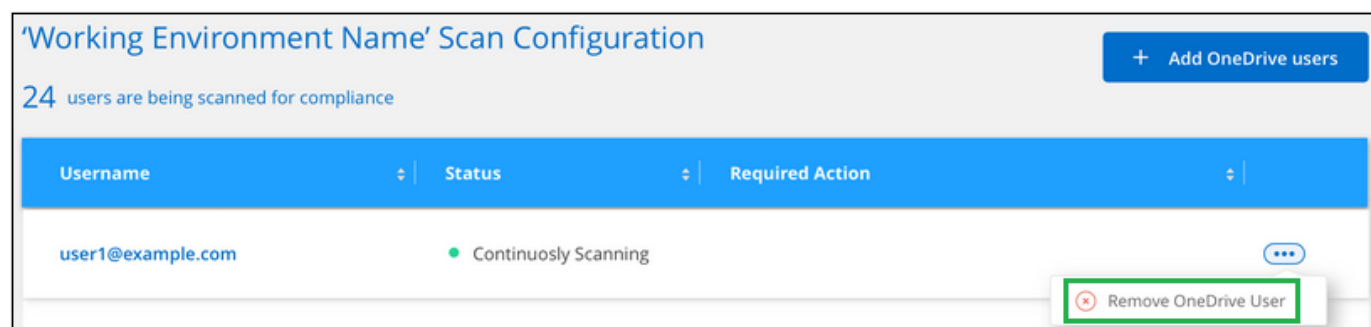 ‘Working Environment Name’ Scan Configuration
+ Add OneDrive users
24 users are being scanned for compliance
Username Status Required Action
user1@example.com Continuosly Scanning
Remove OneDrive User